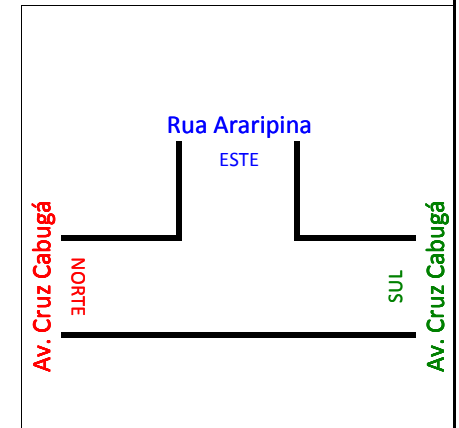 Rua Araripina
ESTE
Av. Cruz Cabugá
NORTE
SUL
Av. Cruz Cabugá